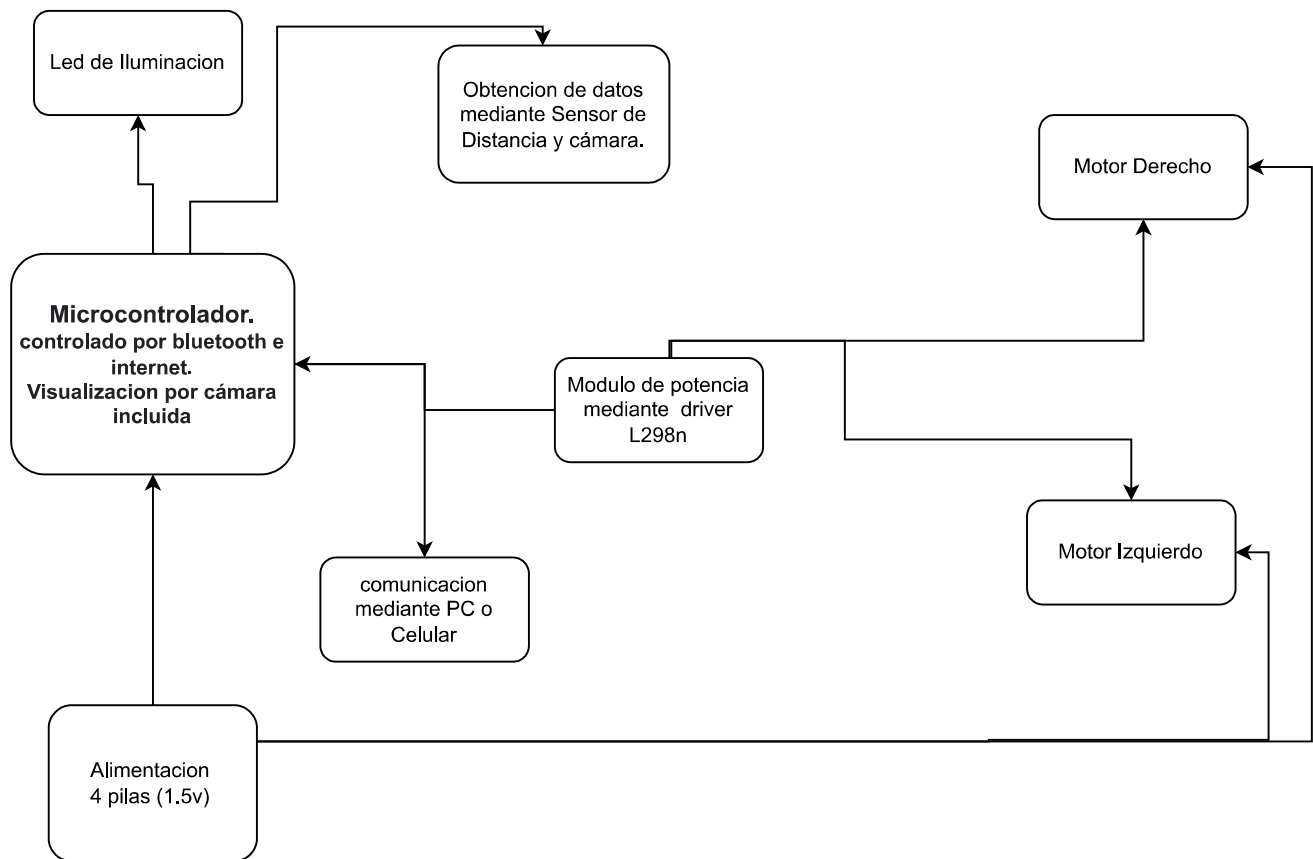 Led de Iluminacion
Obtencion de datos
mediante Sensor de
Distancia y cámara.
Motor Derecho
Microcontrolador.
controlado por bluetooth e
internet.
Visualizacion por cámara
incluida
Modulo de potencia
mediante driver
L298n
Motor Izquierdo
comunicacion
mediante PC o
Celular
Alimentacion
4 pilas (1.5v)